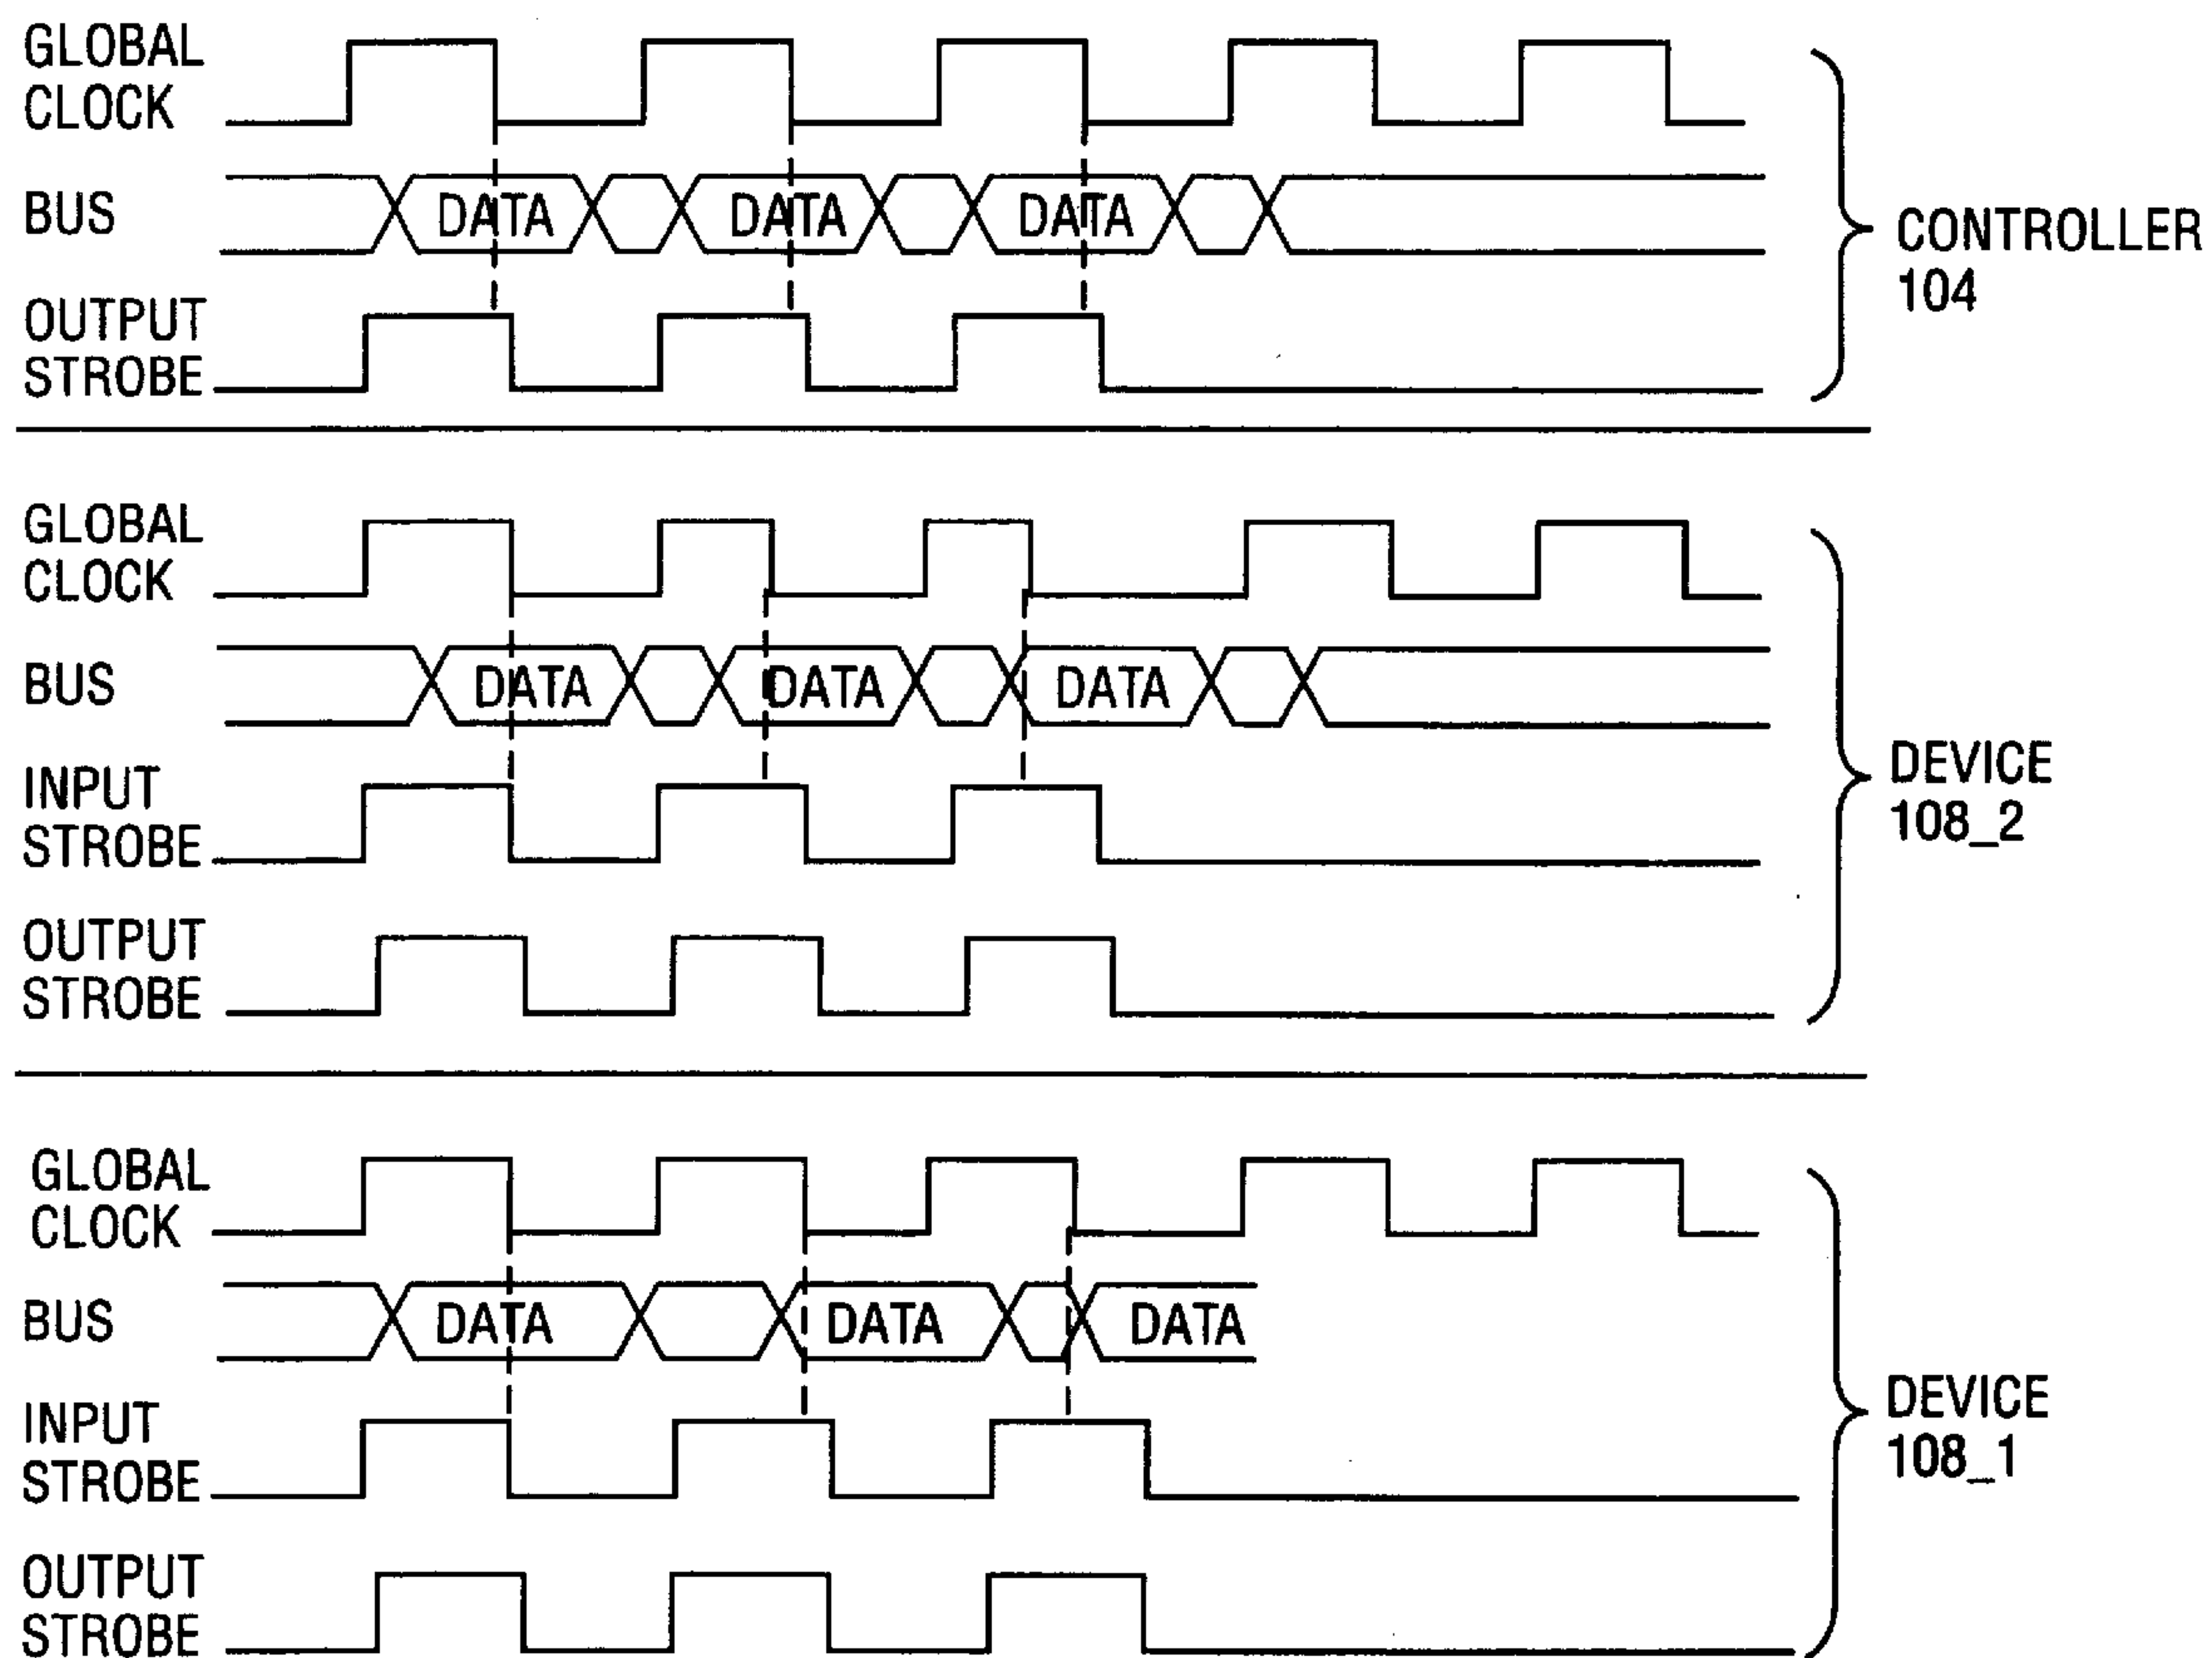 GLOBAL
CLOCK
BUS
DATA DATA DATA
OUTPUT
STROBE
CONTROLLER
104
GLOBAL
CLOCK
BUS
DATA DATA DATA
INPUT
STROBE
OUTPUT
STROBE
DEVICE
108_2
GLOBAL
CLOCK
BUS
DATA DATA DATA
INPUT
STROBE
OUTPUT
STROBE
DEVICE
108_1